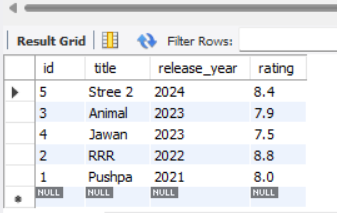 Result Grid Filter Rows:
id title release_year rating
5 Stree 2 2024 8.4
3 Animal 2023 7.9
4 Jawan 2023 7.5
2 RRR 2022 8.8
1 Pushpa 2021 8.0
NULL NULL NULL NULL